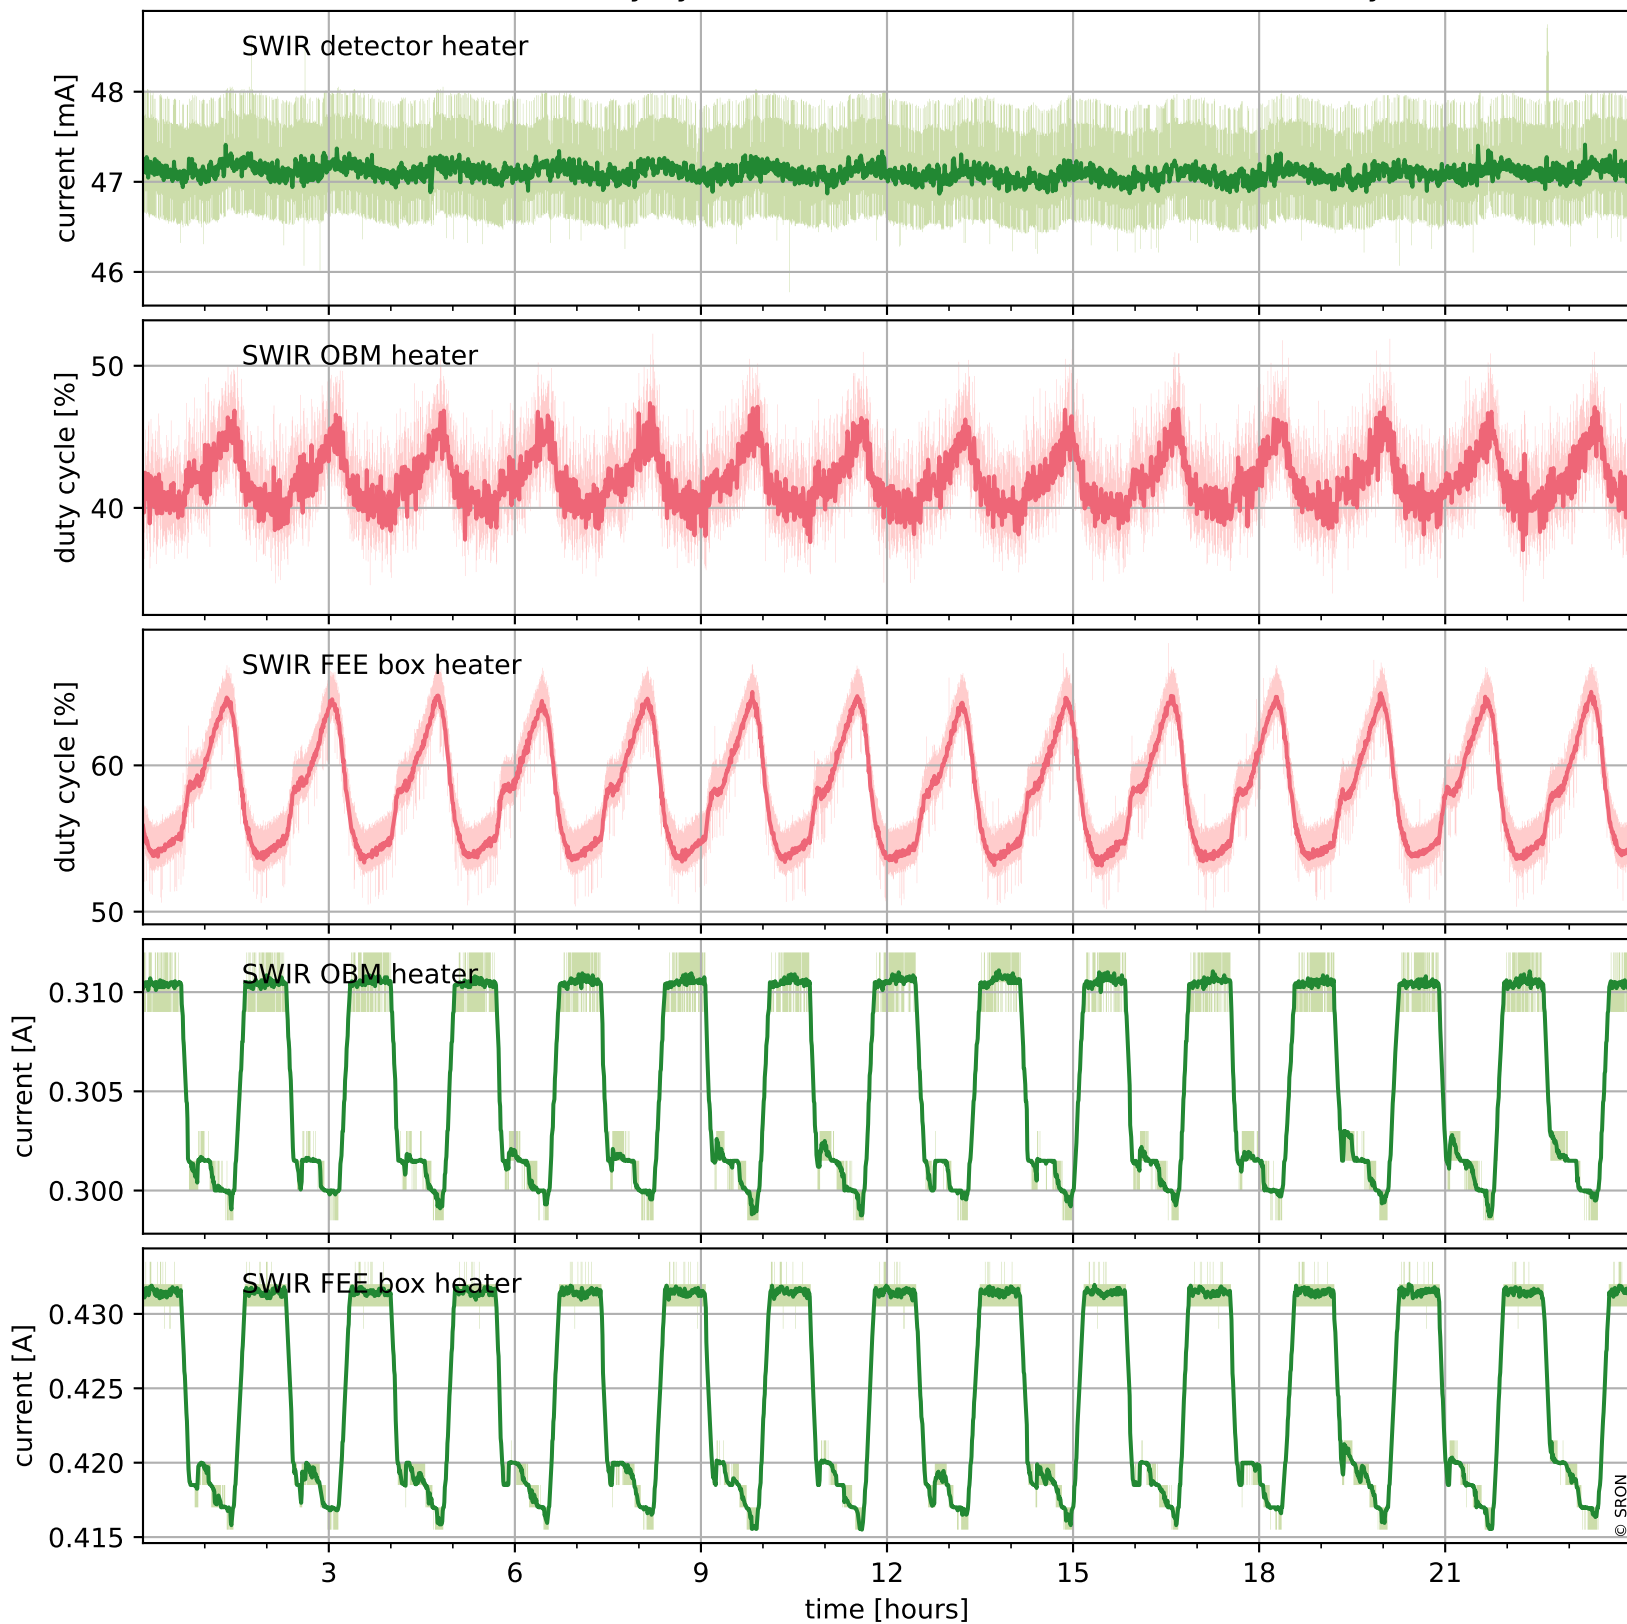 SWIR detector heater
current [mA]
48
47
46
SWIR OBM heater
duty cycle [%]
50
40
SWIR FEE box heater
duty cycle [%]
60
50
SWIR OBM heater
current [A]
0.310
0.305
0.300
SWIR FEE box heater
current [A]
0.430
0.425
0.420
0.415
© SRON
3 6 9 12 15 18 21
time [hours]